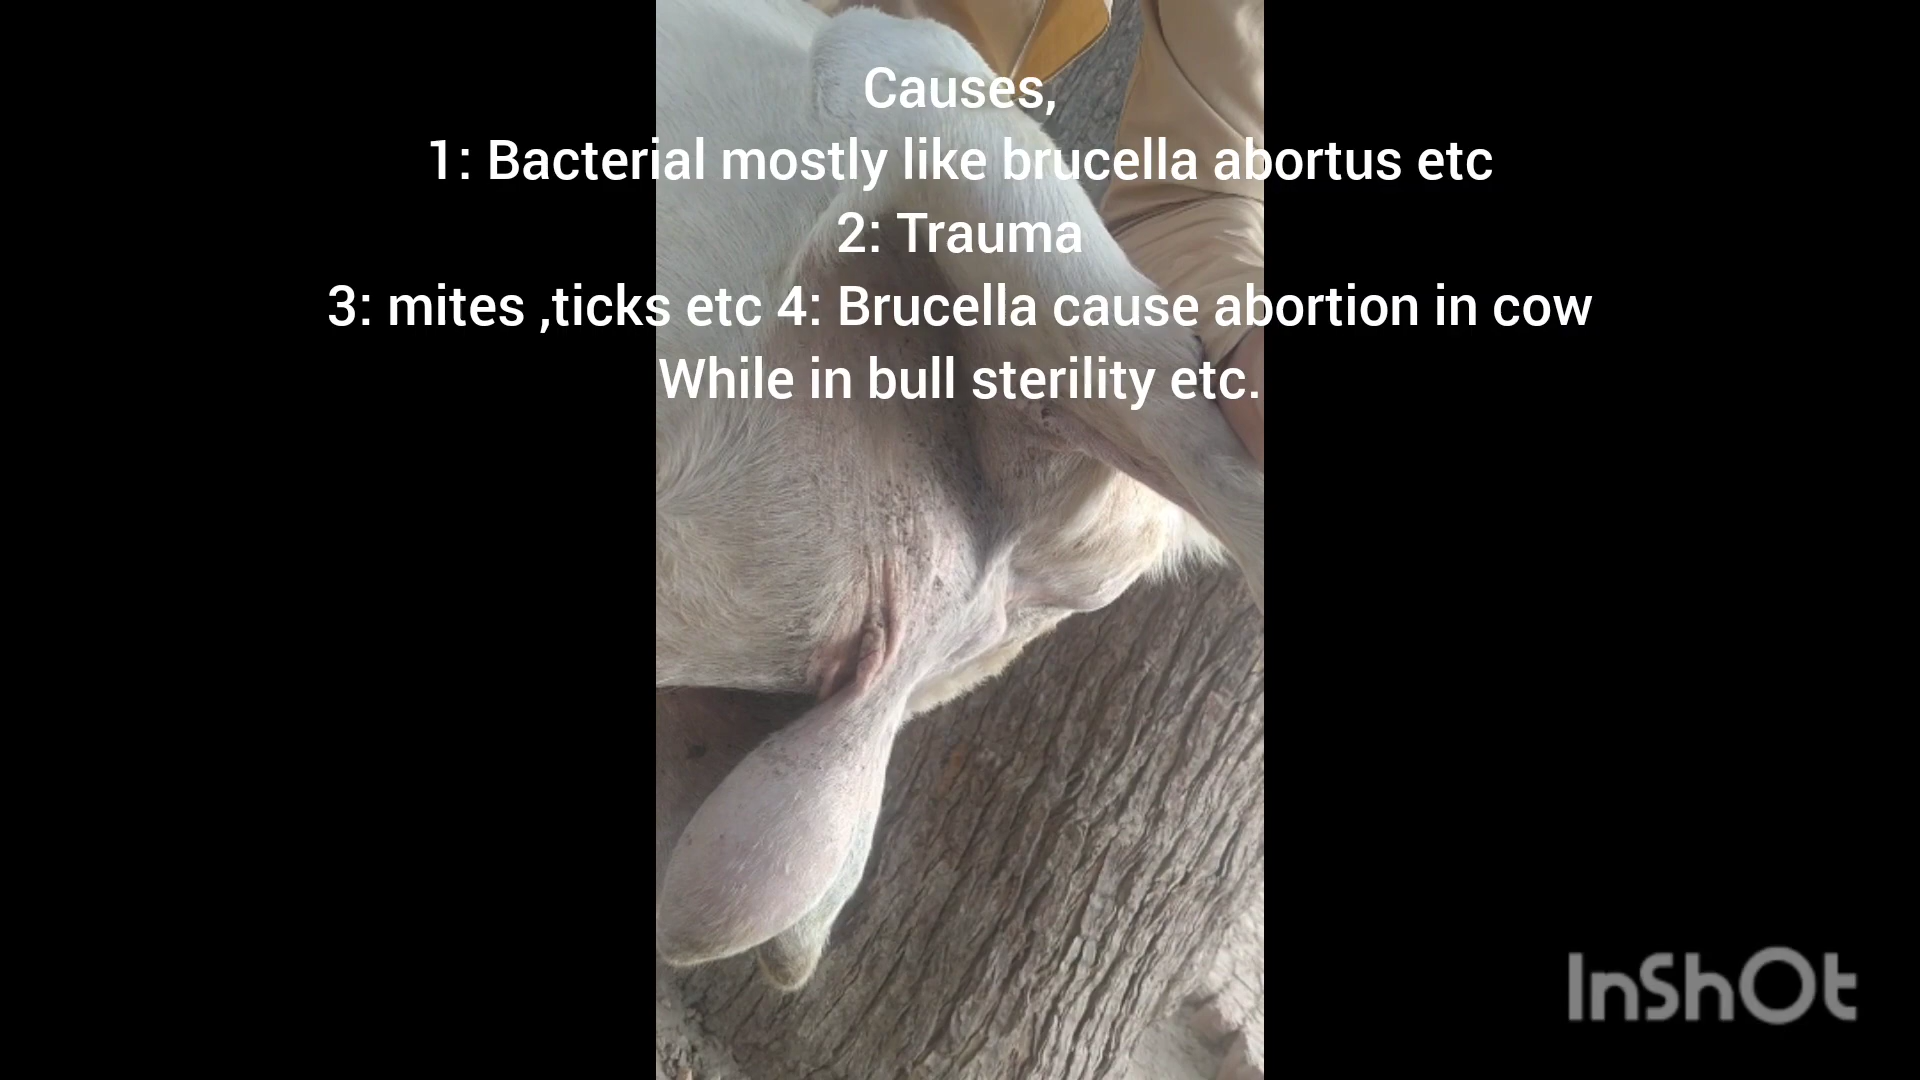 Causes,
1: Bacterial mostly like brucella abortus etc
2: Trauma
3: mites ,ticks etc 4: Brucella cause abortion in cow
While in bull sterility etc.
InShOt